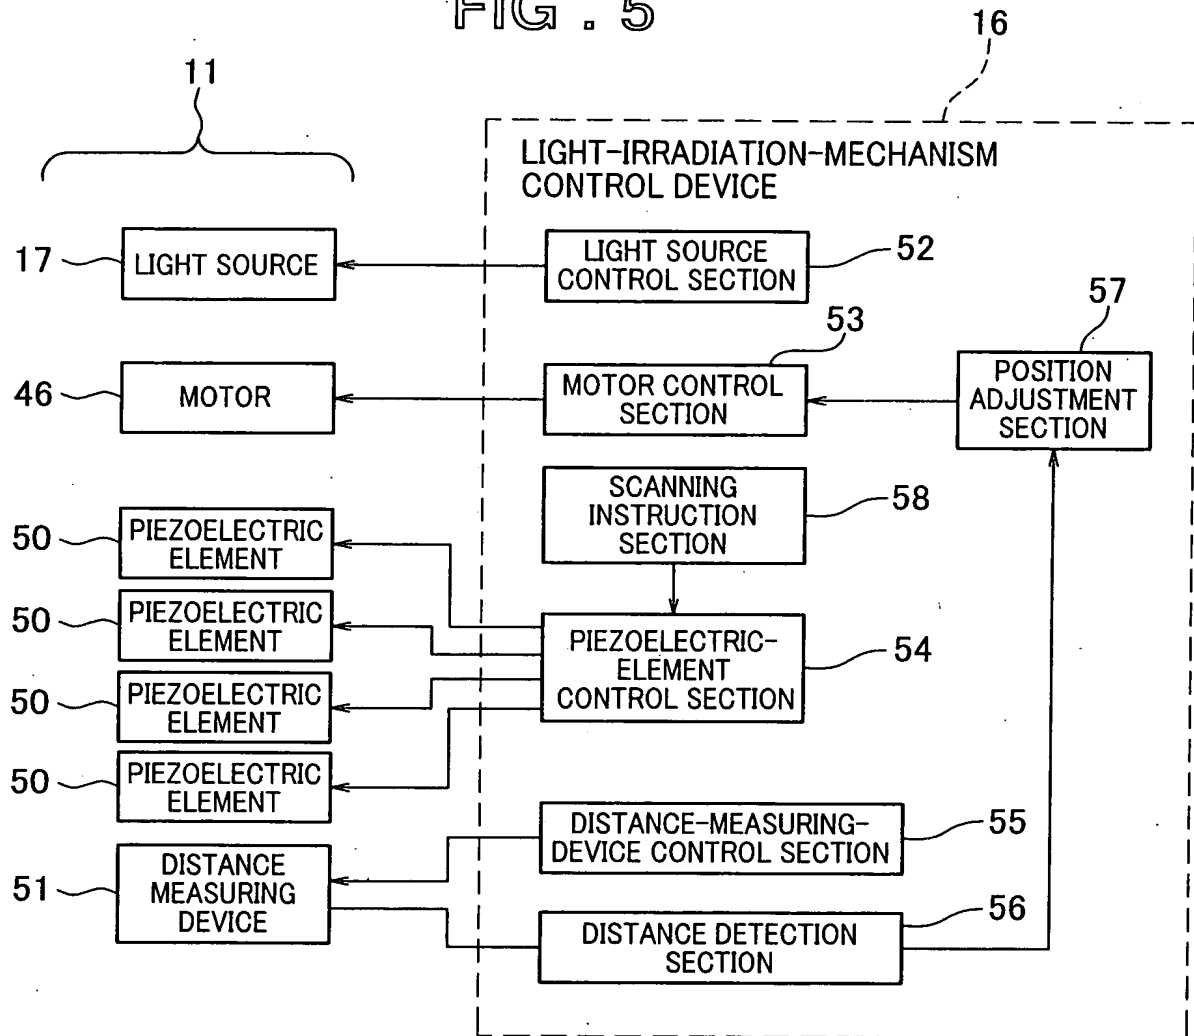 FIG. 5
16
11
LIGHT-IRRADIATION-MECHANISM
CONTROL DEVICE
17
LIGHT SOURCE
LIGHT SOURCE
CONTROL SECTION
52
53
57
46
MOTOR
MOTOR CONTROL
SECTION
POSITION
ADJUSTMENT
SECTION
SCANNING
INSTRUCTION
SECTION
58
50
PIEZOELECTRIC
ELEMENT
50
PIEZOELECTRIC
ELEMENT
50
PIEZOELECTRIC
ELEMENT
50
PIEZOELECTRIC
ELEMENT
PIEZOELECTRIC-
ELEMENT
CONTROL SECTION
54
DISTANCE-MEASURING-
DEVICE CONTROL SECTION
55
51
DISTANCE
MEASURING
DEVICE
DISTANCE DETECTION
SECTION
56